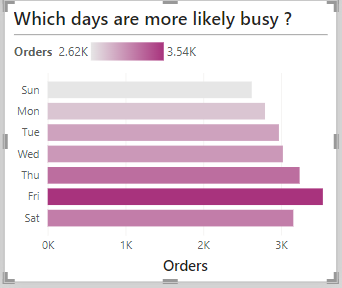 Which days are more likely busy ?
Orders 2.62K 3.54K
Sun
Mon
Tue
Wed
Thu
Fri
Sat
0K 1K 2K 3K
Orders